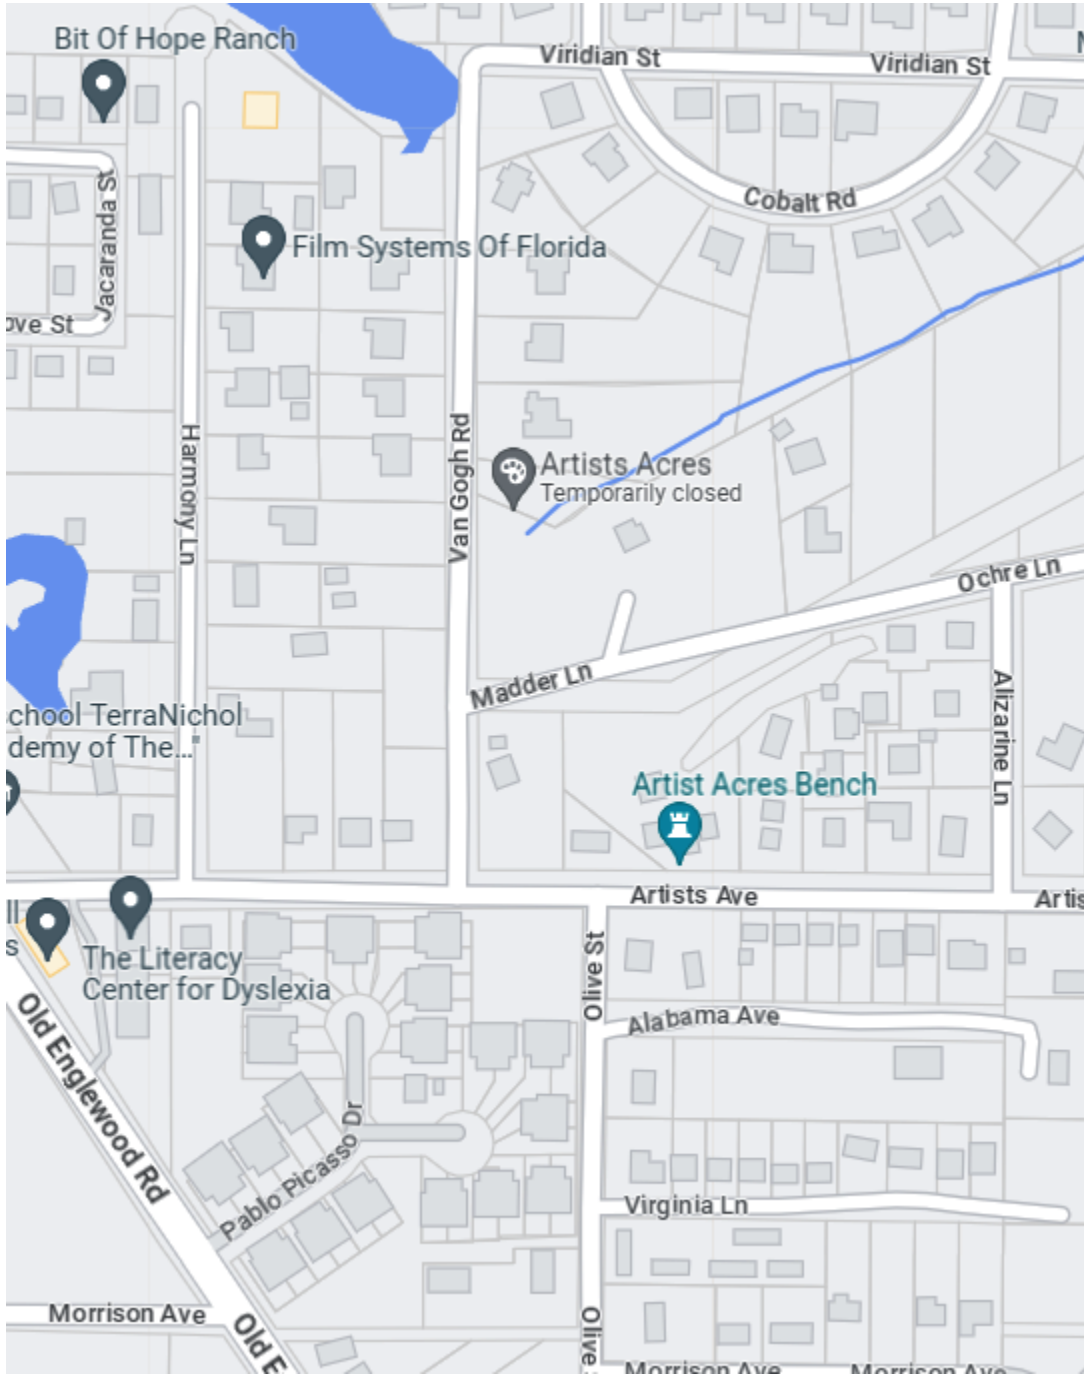 Bit Of Hope Ranch
Viridian St
Viridian St
Jacaranda St
Cobalt Rd
Film Systems Of Florida
ove St
Harmony Ln
Van Gogh Rd
Artists Acres
Temporarily closed
Ochre Ln
Madder Ln
Alizarine Ln
school TerraNichol
demy of The..."
Artist Acres Bench
Artists Ave
Artis
ll
s
The Literacy
Center for Dyslexia
Olive St
Old Englewood Rd
Alabama Ave
Pablo Picasso Dr
Virginia Ln
Morrison Ave
Old E
Olive
Morrison Ave
Morrison Ave